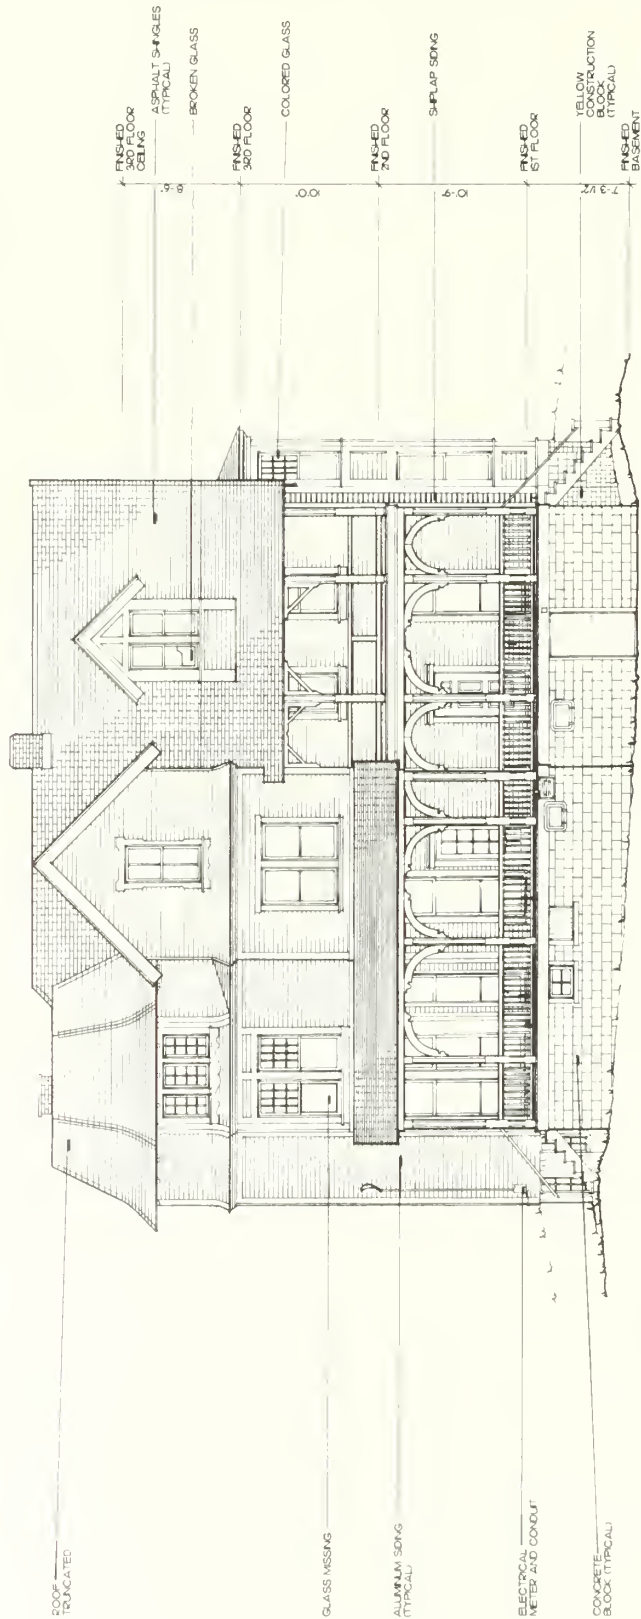 ROOF
TRUNCATED
GLASS MISSING
ALUMINUM SIDING
(TYPICAL)
ELECTRICAL
METER AND CONDUIT
CONCRETE
BLOCK (TYPICAL)
FINISHED
3RD FLOOR
CEILING
ASPHALT SHINGLES
(TYPICAL)
BROKEN GLASS
FINISHED
3RD FLOOR
COLORED GLASS
FINISHED
2ND FLOOR
SHIPLAP SIDING
FINISHED
1ST FLOOR
YELLOW
CONSTRUCTION
BLOCK
(TYPICAL)
FINISHED
BASEMENT
8'-6"
10'-0"
10'-9"
7'-3 1/2"